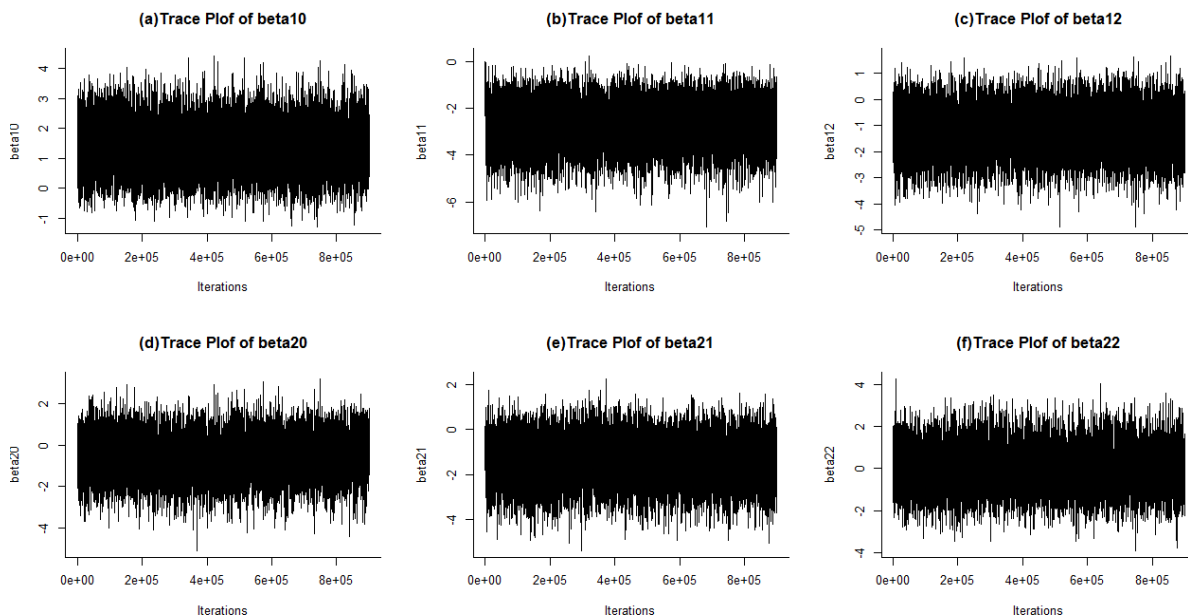 (a)Trace Plof of beta10
(b)Trace Plof of beta11
(c)Trace Plof of beta12
beta10
4
3
2
1
0
-1
0e+00 2e+05 4e+05 6e+05 8e+05
Iterations
beta11
0
-2
-4
-6
0e+00 2e+05 4e+05 6e+05 8e+05
Iterations
beta12
1
0
-1
-2
-3
-4
-5
0e+00 2e+05 4e+05 6e+05 8e+05
Iterations
(d)Trace Plof of beta20
(e)Trace Plof of beta21
(f)Trace Plof of beta22
beta20
2
0
-2
-4
0e+00 2e+05 4e+05 6e+05 8e+05
Iterations
beta21
2
0
-2
-4
0e+00 2e+05 4e+05 6e+05 8e+05
Iterations
beta22
4
2
0
-2
-4
0e+00 2e+05 4e+05 6e+05 8e+05
Iterations